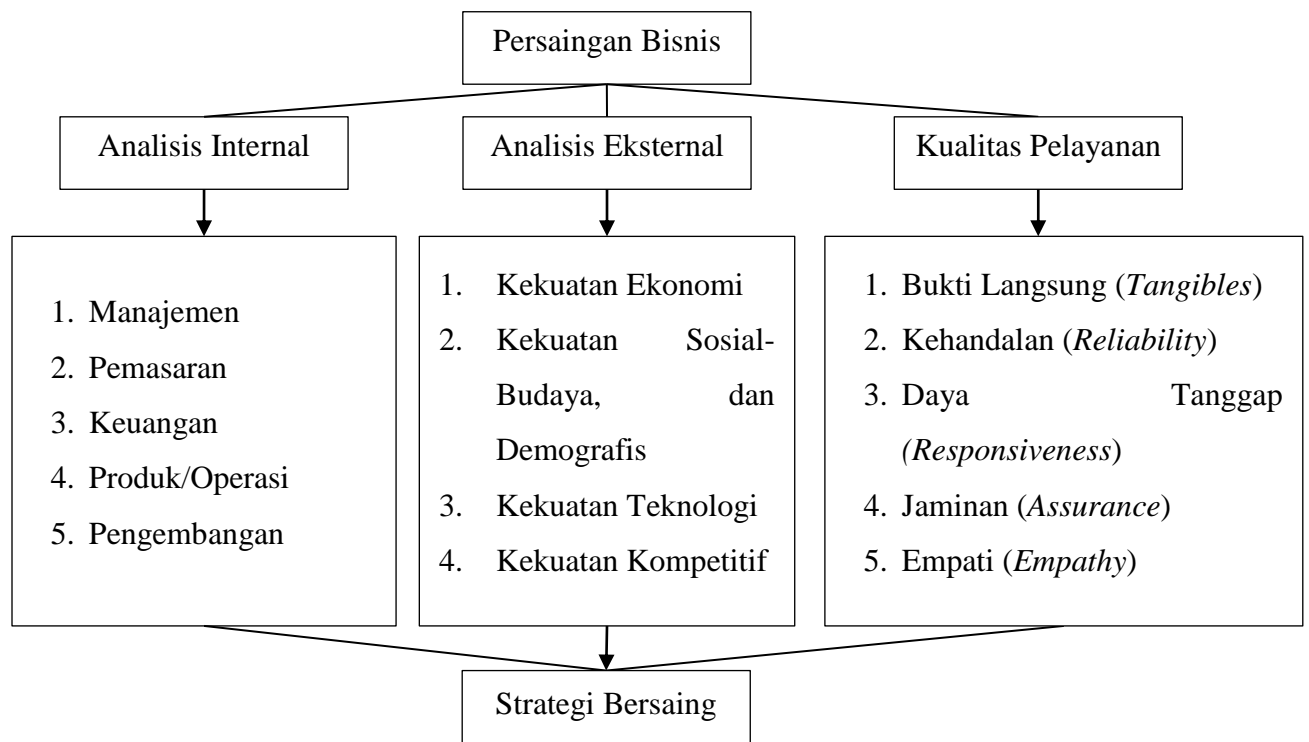 Persaingan Bisnis
Analisis Internal
Analisis Eksternal
Kualitas Pelayanan
1. Manajemen
2. Pemasaran
3. Keuangan
4. Produk/Operasi
5. Pengembangan
1. Kekuatan Ekonomi
2. Kekuatan Sosial-
Budaya, dan
Demografis
3. Kekuatan Teknologi
4. Kekuatan Kompetitif
1. Bukti Langsung (Tangibles)
2. Kehandalan (Reliability)
3. Daya Tanggap
(Responsiveness)
4. Jaminan (Assurance)
5. Empati (Empathy)
Strategi Bersaing